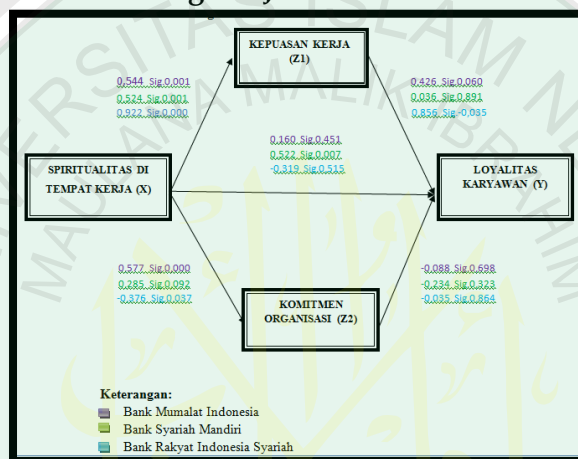 KEPUASAN KERJA
(Z1)
0,544 Sig.0,001
0,524 Sig.0,001
0,922 Sig.0,000
0,426 Sig.0,060
0,036 Sig.0,891
0,856 Sig.-0,035
0,160 Sig.0,451
0,522 Sig.0,007
-0,319 Sig.0,515
SPIRITUALITAS DI
TEMPAT KERJA (X)
LOYALITAS
KARYAWAN (Y)
0,577 Sig.0,000
0,285 Sig.0,092
-0,376 Sig.0,037
-0,088 Sig.0,698
-0,234 Sig.0,323
-0,035 Sig.0,864
KOMITMEN
ORGANISASI (Z2)
Keterangan:
Bank Mumalat Indonesia
Bank Syariah Mandiri
Bank Rakyat Indonesia Syariah